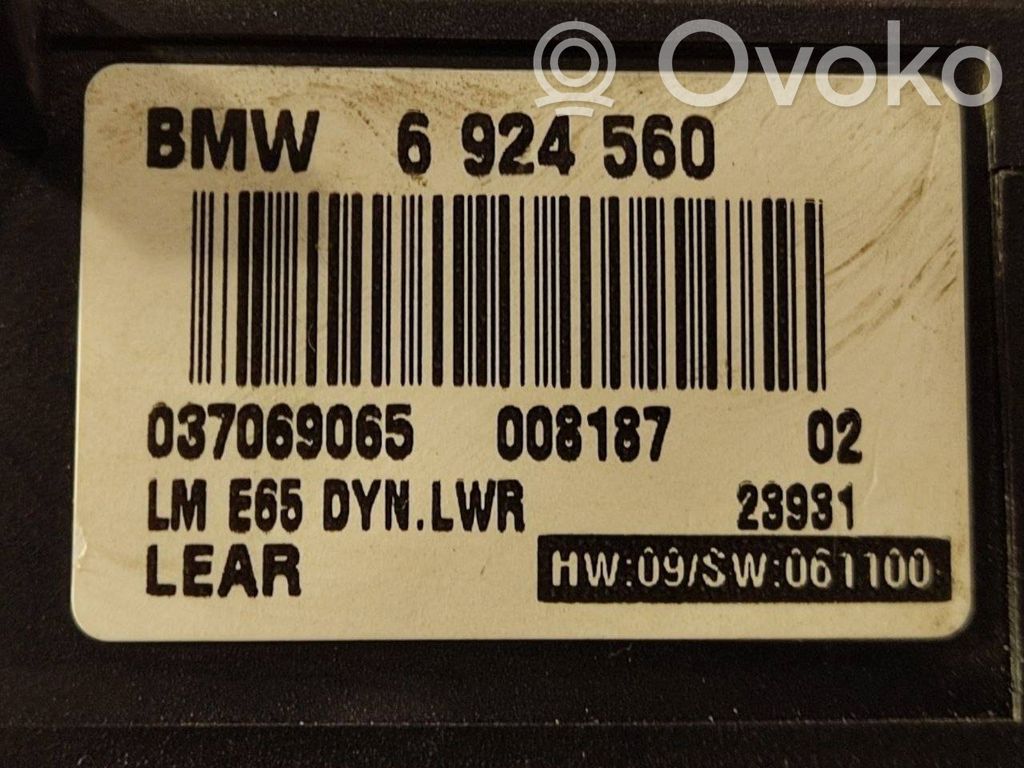 Ovoko
BMW 6 924 560
037069065 008187 02
LM E65 DYN.LWR 23931
LEAR HW:09/SW:061100